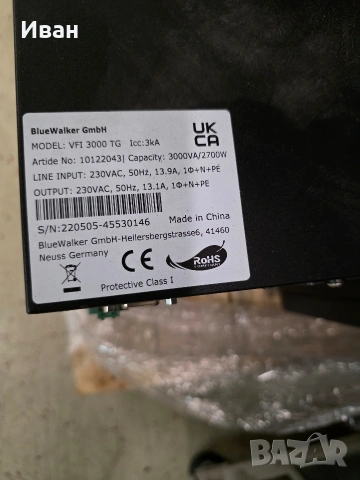 Иван
BlueWalker GmbH
MODEL: VFI 3000 TG Icc:3kA
Artide No: 10122043| Capacity: 3000VA/2700W
LINE INPUT: 230VAC, 50Hz, 13.9A, 1Φ+N+PE
OUTPUT: 230VAC, 50Hz, 13.1A, 1Φ+N+PE
UK
CA
S/N:220505-45530146 Made in China
BlueWalker GmbH-Hellersbergstrasse6, 41460
Neuss Germany
CE
RoHS
COMPLIANT
Protective Class I
BAZAR